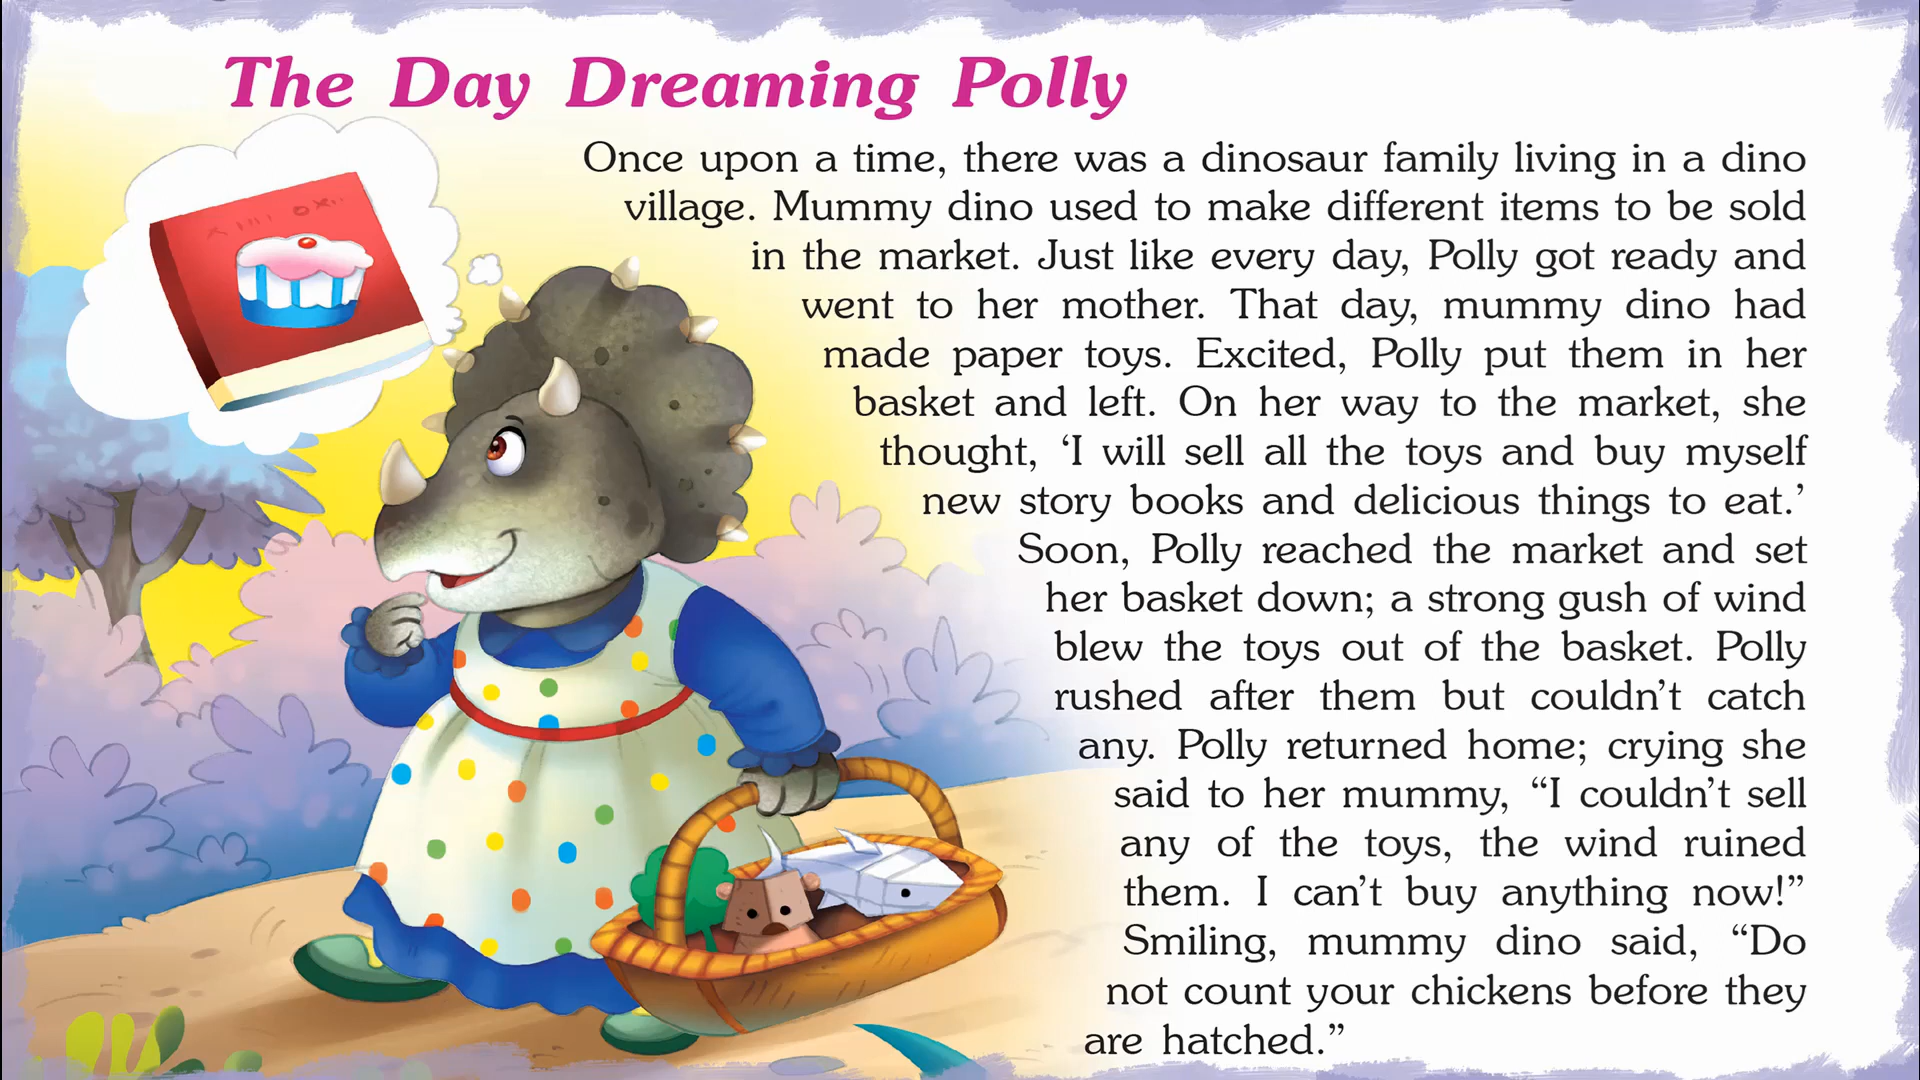 The Day Dreaming Polly
Once upon a time, there was a dinosaur family living in a dino
village. Mummy dino used to make different items to be sold
in the market. Just like every day, Polly got ready and
went to her mother. That day, mummy dino had
made paper toys. Excited, Polly put them in her
basket and left. On her way to the market, she
thought, ‘I will sell all the toys and buy myself
new story books and delicious things to eat.’
Soon, Polly reached the market and set
her basket down; a strong gush of wind
blew the toys out of the basket. Polly
rushed after them but couldn’t catch
any. Polly returned home; crying she
said to her mummy, “I couldn’t sell
any of the toys, the wind ruined
them. I can’t buy anything now!”
Smiling, mummy dino said, “Do
not count your chickens before they
are hatched.”